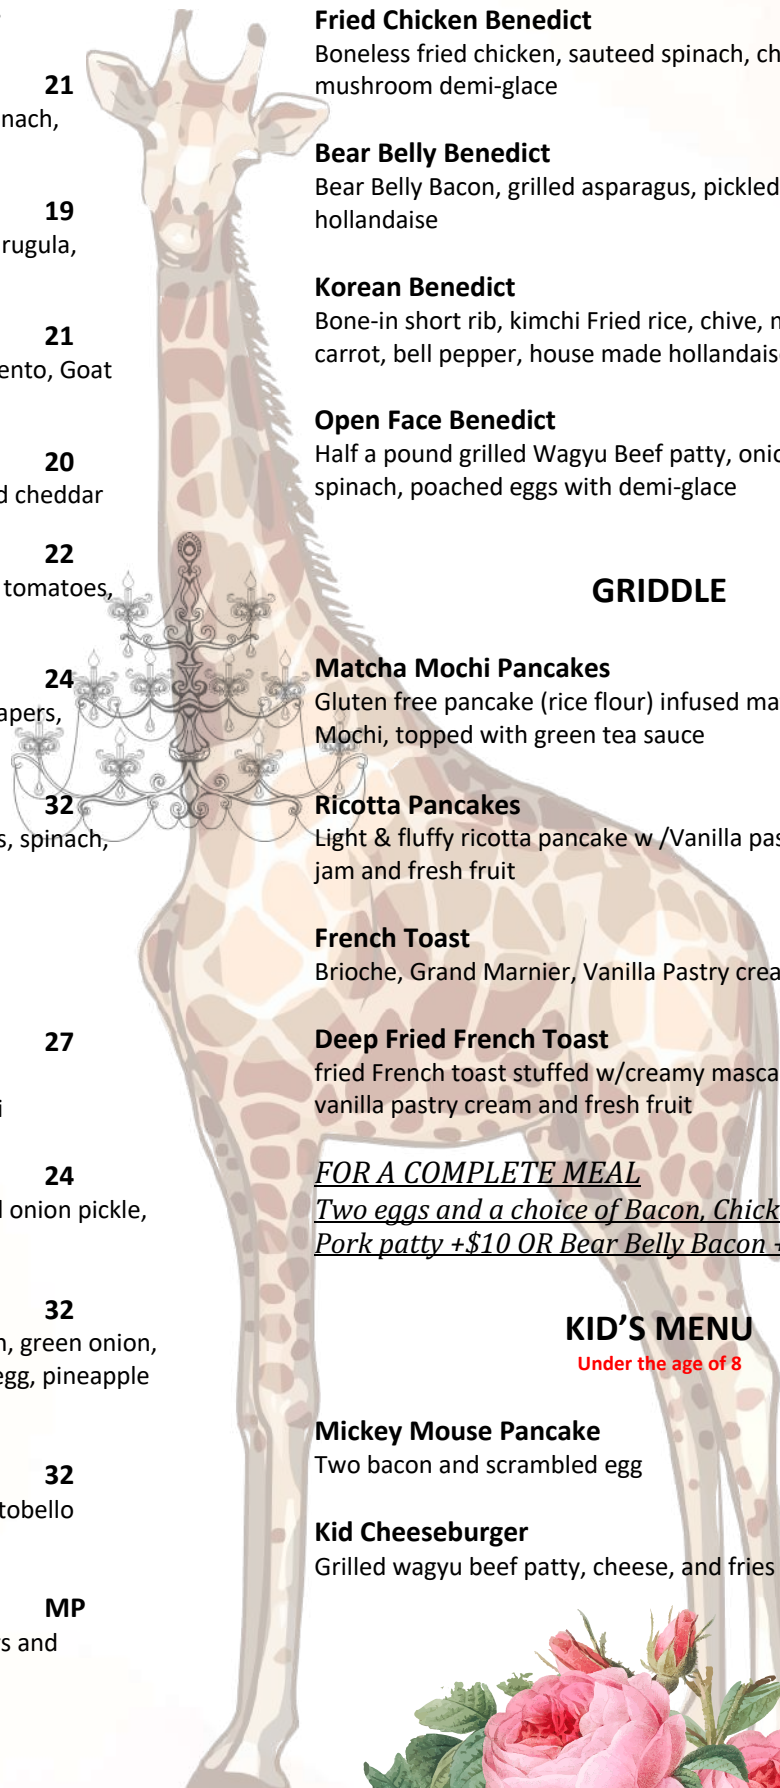 21
nach,
19
rugula,
21
ento, Goat
20
d cheddar
22
tomatoes,
24
apers,
32
s, spinach,
27
i
24
l onion pickle,
32
n, green onion,
egg, pineapple
32
tobello
MP
rs and
Fried Chicken Benedict
Boneless fried chicken, sauteed spinach, ch
mushroom demi-glace
Bear Belly Benedict
Bear Belly Bacon, grilled asparagus, pickled
hollandaise
Korean Benedict
Bone-in short rib, kimchi Fried rice, chive, m
carrot, bell pepper, house made hollandaise
Open Face Benedict
Half a pound grilled Wagyu Beef patty, onio
spinach, poached eggs with demi-glace
GRIDDLE
Matcha Mochi Pancakes
Gluten free pancake (rice flour) infused ma
Mochi, topped with green tea sauce
Ricotta Pancakes
Light & fluffy ricotta pancake w /Vanilla pas
jam and fresh fruit
French Toast
Brioche, Grand Marnier, Vanilla Pastry crea
Deep Fried French Toast
fried French toast stuffed w/creamy masca
vanilla pastry cream and fresh fruit
FOR A COMPLETE MEAL
Two eggs and a choice of Bacon, Chick
Pork patty +$10 OR Bear Belly Bacon +
KID’S MENU
Under the age of 8
Mickey Mouse Pancake
Two bacon and scrambled egg
Kid Cheeseburger
Grilled wagyu beef patty, cheese, and fries